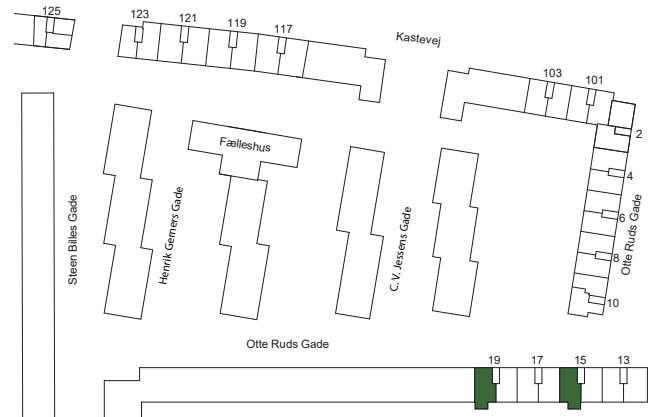 125
123
121
119
117
Kastevej
103
101
2
4
6
8
10
Fælleshus
Steen Billes Gade
Henrik Gerners Gade
C.V. Jessens Gade
Otte Ruds Gade
Otte Ruds Gade
19
17
15
13